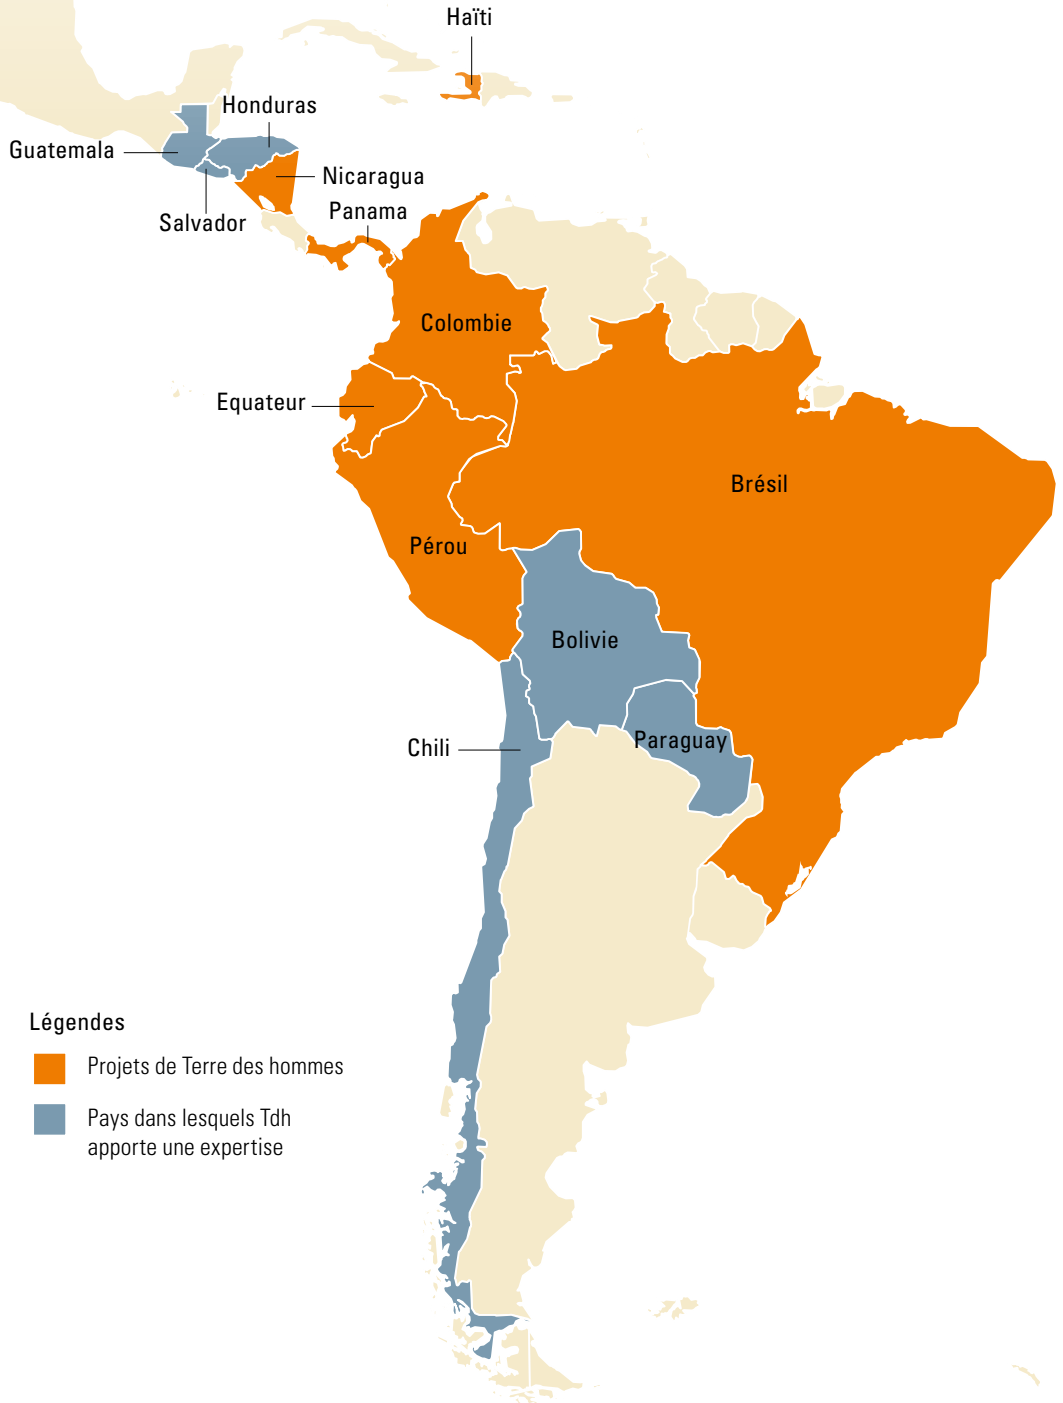 Haïti
Honduras
Guatemala
Nicaragua
Panama
Salvador
Colombie
Equateur
Brésil
Pérou
Bolivie
Paraguay
Chili
Légendes
Projets de Terre des hommes
Pays dans lesquels Tdh
apporte une expertise